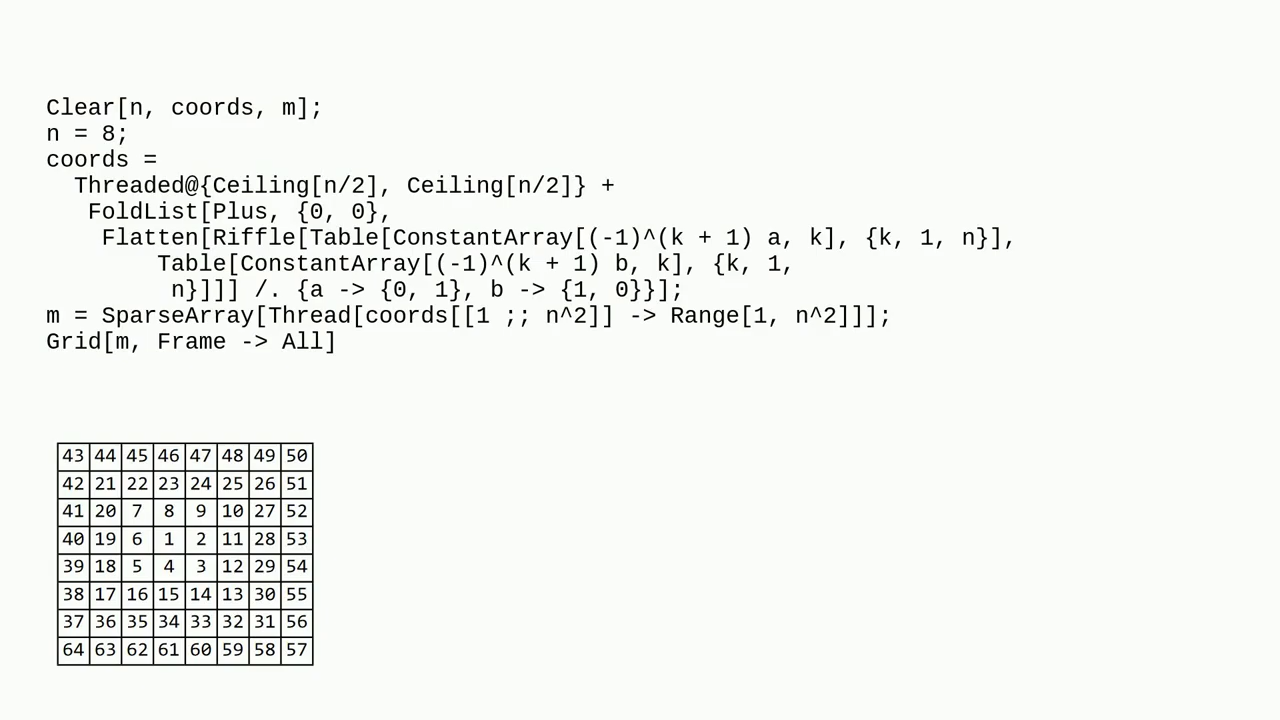 Clear[n, coords, m];
n = 8;
coords =
Threaded@{Ceiling[n/2], Ceiling[n/2]} +
FoldList[Plus, {0, 0},
Flatten[Riffle[Table[ConstantArray[(-1)^(k + 1) a, k], {k, 1, n}],
Table[ConstantArray[(-1)^(k + 1) b, k], {k, 1,
n}]]] /. {a -> {0, 1}, b -> {1, 0}}];
m = SparseArray[Thread[coords[[1 ;; n^2]] -> Range[1, n^2]]];
Grid[m, Frame -> All]
43 44 45 46 47 48 49 50
42 21 22 23 24 25 26 51
41 20 7 8 9 10 27 52
40 19 6 1 2 11 28 53
39 18 5 4 3 12 29 54
38 17 16 15 14 13 30 55
37 36 35 34 33 32 31 56
64 63 62 61 60 59 58 57